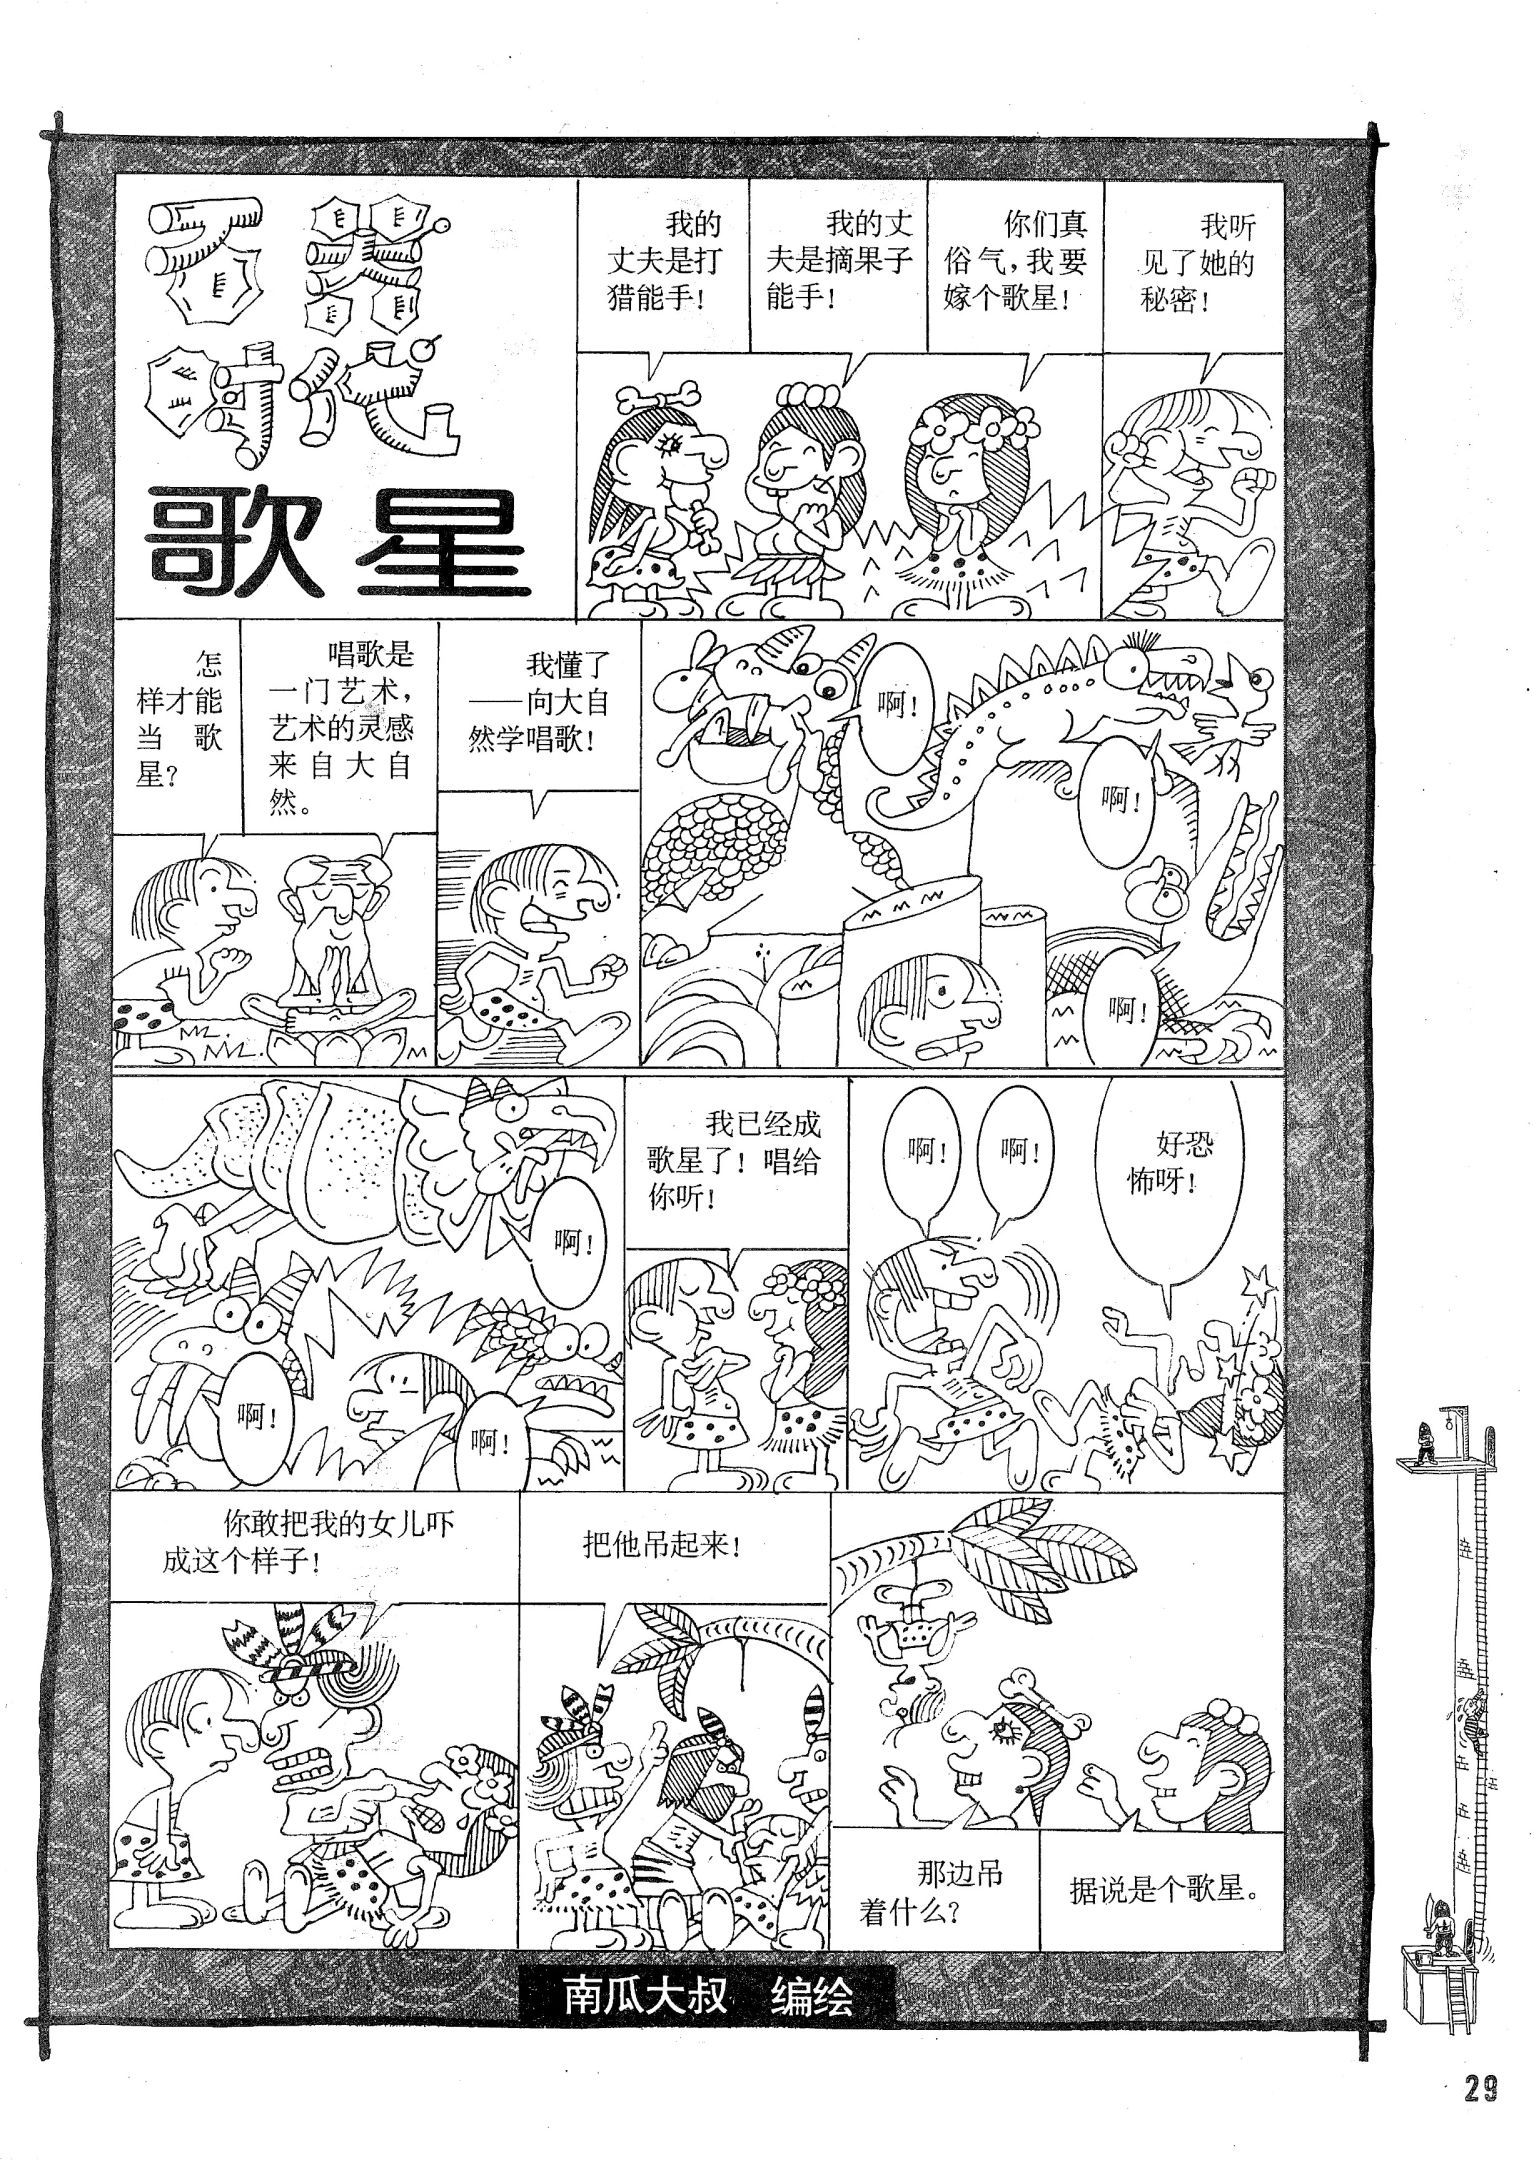 石器
时代
歌星
我的
丈夫是打
猎能手！
我的丈
夫是摘果子
能手！
你们真
俗气，我要
嫁个歌星！
我听
见了她的
秘密！
怎
样才能
当歌
星？
唱歌是
一门艺术，
艺术的灵感
来自大自
然。
我懂了
——向大自
然学唱歌！
啊！
啊！
啊！
啊！
啊！
啊！
我已经成
歌星了！唱给
你听！
啊！
啊！
好恐
怖呀！
你敢把我的女儿吓
成这个样子！
把他吊起来！
那边吊
着什么？
据说是个歌星。
南瓜大叔 编绘
29